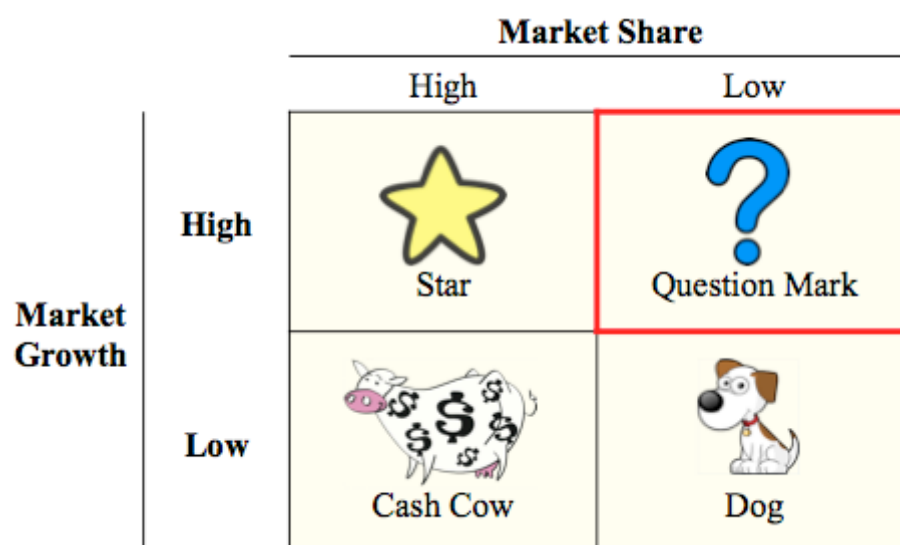 Market Share
High Low
High
Star
Question Mark
Market
Growth
Low
$ $ $ $ $ $ $
Cash Cow
Dog